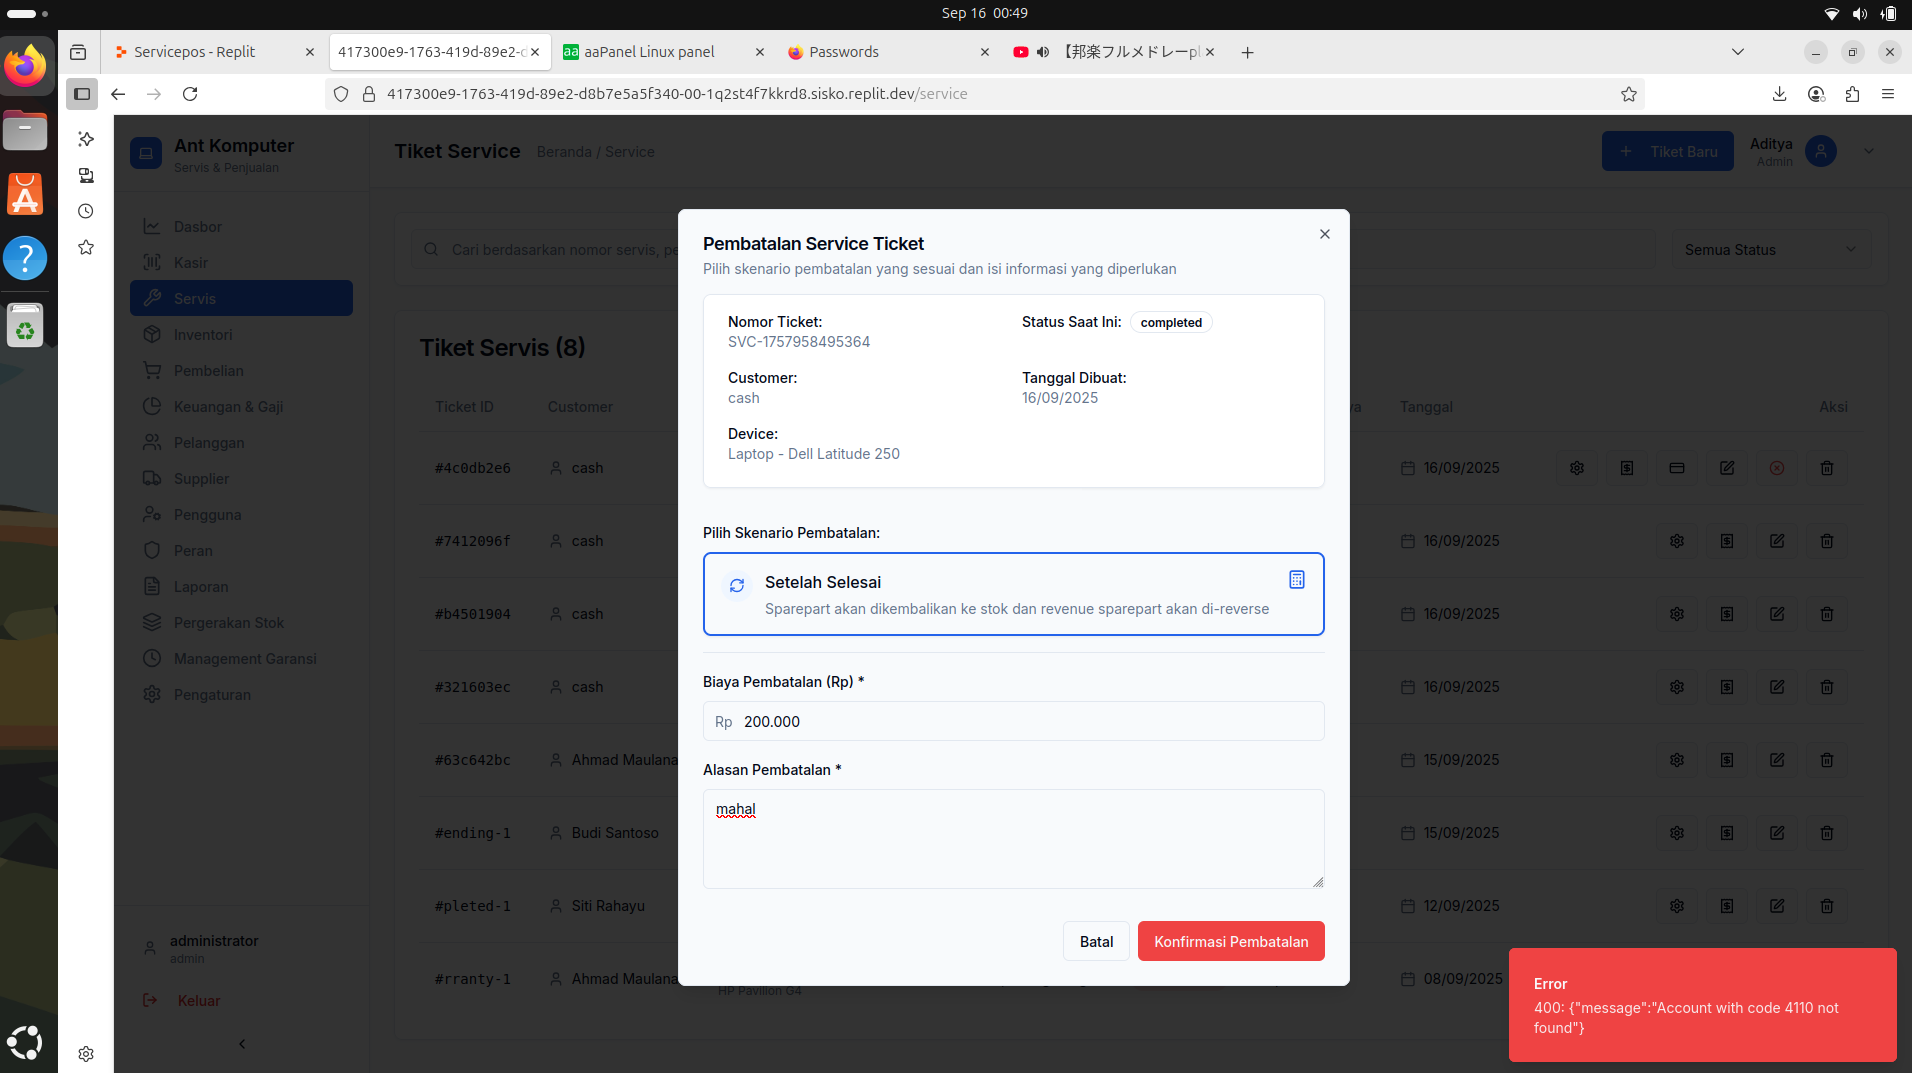 Sep 16 00:49
Servicepos - Replit
417300e9-1763-419d-89e2-d
aaPanel Linux panel
Passwords
【邦楽フルメドレーpl
417300e9-1763-419d-89e2-d8b7e5a5f340-00-1q2st4f7kkrd8.sisko.replit.dev/service
Ant Komputer
Servis & Penjualan
Tiket Service
Beranda / Service
+ Tiket Baru
Aditya
Admin
Dasbor
Kasir
Servis
Inventori
Pembelian
Keuangan & Gaji
Pelanggan
Supplier
Pengguna
Peran
Laporan
Pergerakan Stok
Management Garansi
Pengaturan
administrator
admin
Keluar
Cari berdasarkan nomor servis, pe
Semua Status
Tiket Servis (8)
Ticket ID Customer Tanggal Aksi
#4c0db2e6 cash 16/09/2025
#7412096f cash 16/09/2025
#b4501904 cash 16/09/2025
#321603ec cash 16/09/2025
#63c642bc Ahmad Maulana 15/09/2025
#ending-1 Budi Santoso 15/09/2025
#pleted-1 Siti Rahayu 12/09/2025
#rranty-1 Ahmad Maulana 08/09/2025
HP Pavilion G4
Pembatalan Service Ticket
Pilih skenario pembatalan yang sesuai dan isi informasi yang diperlukan
Nomor Ticket:
SVC-1757958495364
Status Saat Ini: completed
Customer:
cash
Tanggal Dibuat:
16/09/2025
Device:
Laptop - Dell Latitude 250
Pilih Skenario Pembatalan:
Setelah Selesai
Sparepart akan dikembalikan ke stok dan revenue sparepart akan di-reverse
Biaya Pembatalan (Rp) *
Rp 200.000
Alasan Pembatalan *
mahal
Batal
Konfirmasi Pembatalan
Error
400: {"message":"Account with code 4110 not
found"}